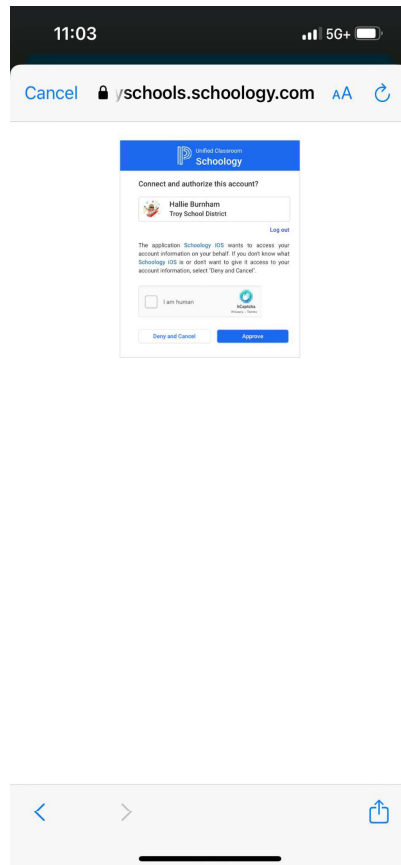 11:03
5G+
Cancel
yschools.schoology.com
AA
Unified Classroom
Schoology
Connect and authorize this account?
Hallie Burnham
Troy School District
Log out
The application Schoology iOS wants to access your
account information on your behalf. If you don't know what
Schoology iOS is or don't want to give it access to your
account information, select "Deny and Cancel".
I am human
hCaptcha
Privacy - Terms
Deny and Cancel
Approve